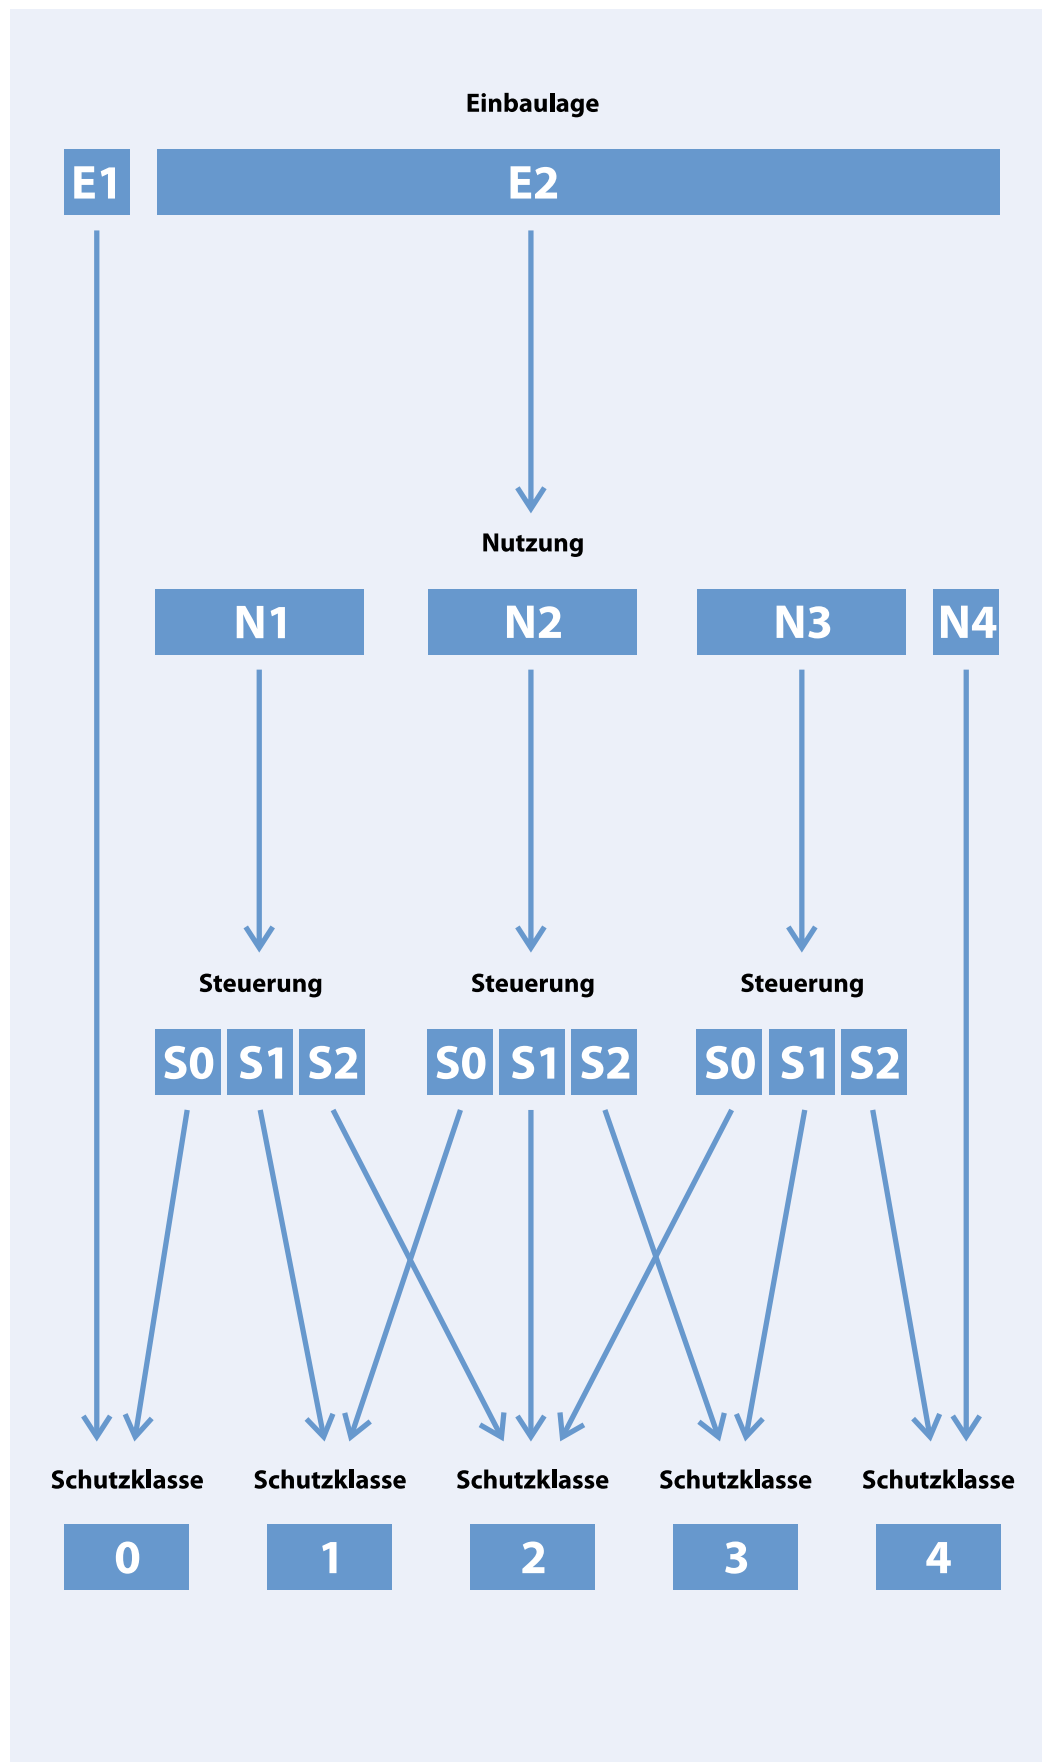 Einbaulage
E1 E2
Nutzung
N1 N2 N3 N4
Steuerung Steuerung Steuerung
S0 S1 S2 S0 S1 S2 S0 S1 S2
Schutzklasse Schutzklasse Schutzklasse Schutzklasse Schutzklasse
0 1 2 3 4